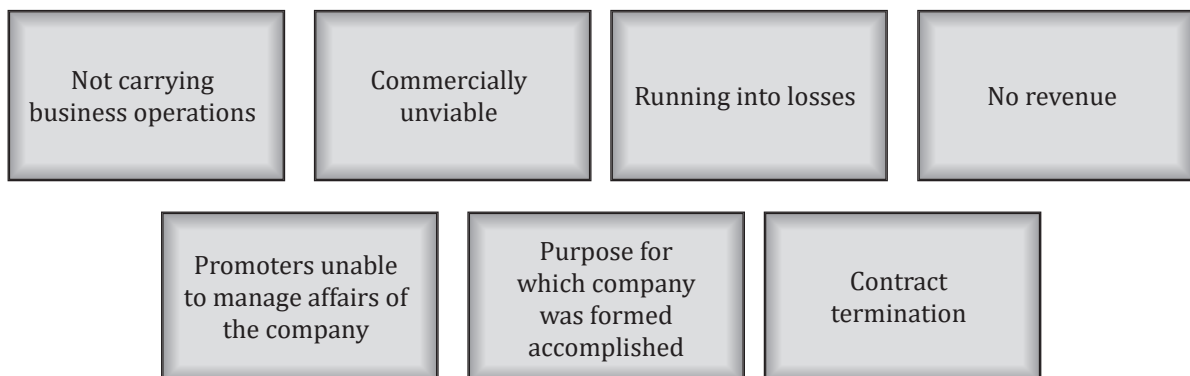 Not carrying
business operations
Commercially
unviable
Running into losses
No revenue
Promoters unable
to manage affairs of
the company
Purpose for
which company
was formed
accomplished
Contract
termination